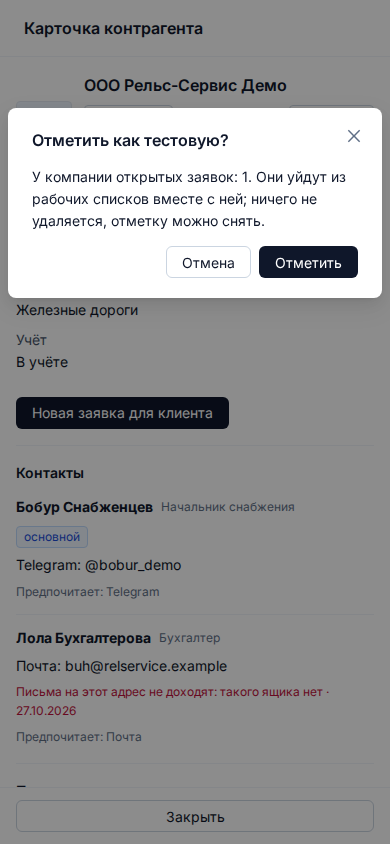 Карточка контрагента
ООО Рельс-Сервис Демо
Отметить как тестовую?
У компании открытых заявок: 1. Они уйдут из
рабочих списков вместе с ней; ничего не
удаляется, отметку можно снять.
Отмена
Отметить
Железные дороги
Учёт
В учёте
Новая заявка для клиента
Контакты
Бобур Снабженцев Начальник снабжения
основной
Telegram: @bobur_demo
Предпочитает: Telegram
Лола Бухгалтерова Бухгалтер
Почта: buh@relservice.example
Письма на этот адрес не доходят: такого ящика нет ·
27.10.2026
Предпочитает: Почта
Закрыть